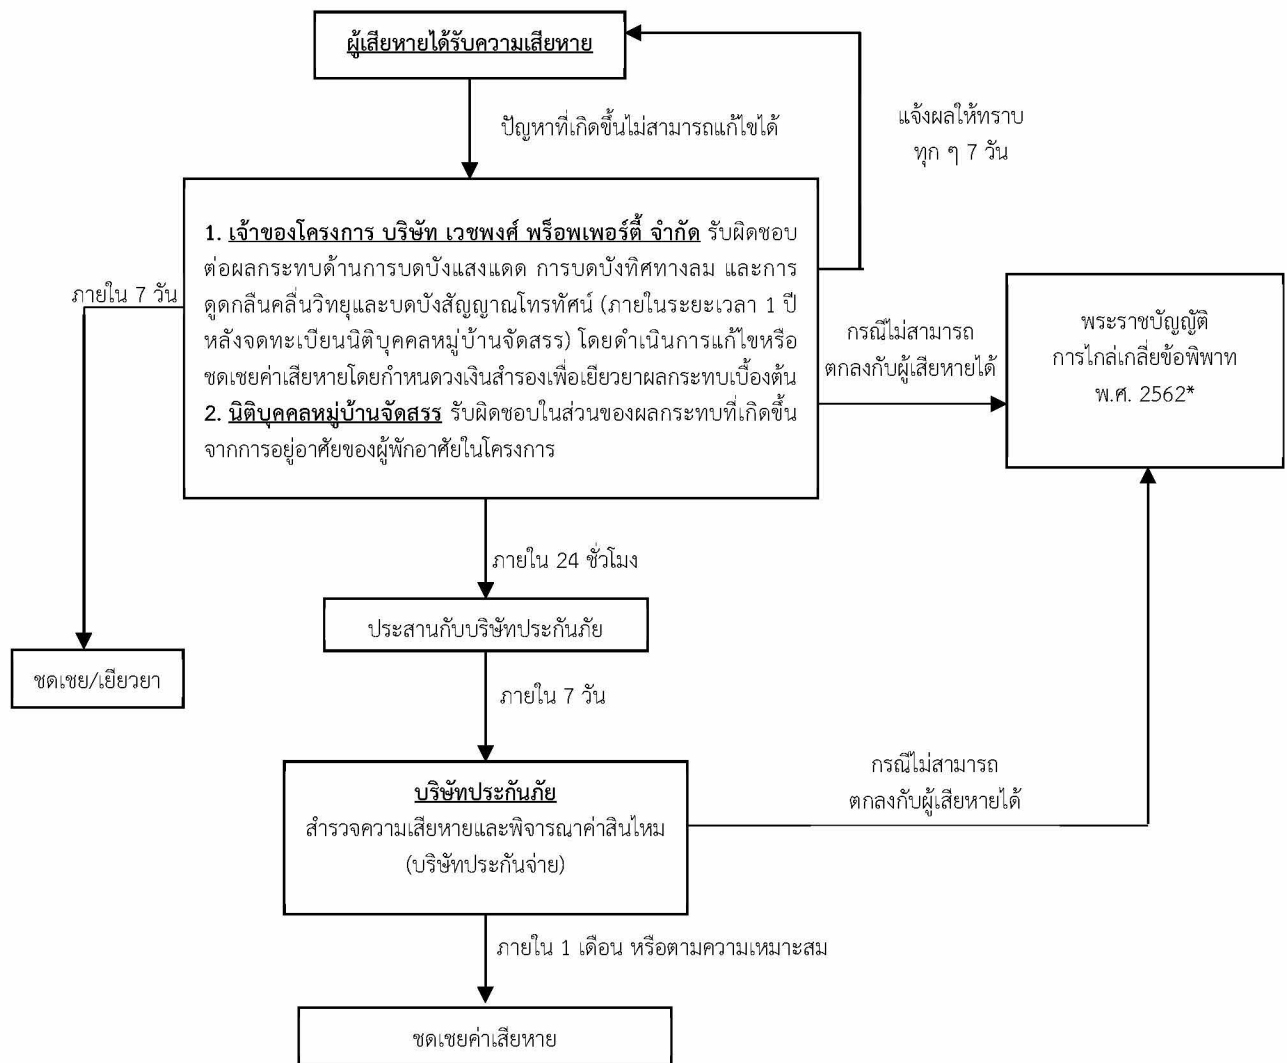 ผู้เสียหายได้รับความเสียหาย
ปัญหาที่เกิดขึ้นไม่สามารถแก้ไขได้
แจ้งผลให้ทราบ
ทุก ๆ 7 วัน
1. เจ้าของโครงการ บริษัท เวชพงศ์ พร็อพเพอร์ตี้ จำกัด รับผิดชอบ
ต่อผลกระทบด้านการบดบังแสงแดด การบดบังทิศทางลม และการ
ดูดกลืนคลื่นวิทยุและบดบังสัญญาณโทรทัศน์ (ภายในระยะเวลา 1 ปี
หลังจดทะเบียนนิติบุคคลหมู่บ้านจัดสรร) โดยดำเนินการแก้ไขหรือ
ชดเชยค่าเสียหายโดยกำหนดวงเงินสำรองเพื่อเยียวยาผลกระทบเบื้องต้น
2. นิติบุคคลหมู่บ้านจัดสรร รับผิดชอบในส่วนของผลกระทบที่เกิดขึ้น
จากการอยู่อาศัยของผู้พักอาศัยในโครงการ
ภายใน 7 วัน
กรณีไม่สามารถ
ตกลงกับผู้เสียหายได้
พระราชบัญญัติ
การไกล่เกลี่ยข้อพิพาท
พ.ศ. 2562*
ภายใน 24 ชั่วโมง
ประสานกับบริษัทประกันภัย
ชดเชย/เยียวยา
ภายใน 7 วัน
บริษัทประกันภัย
สำรวจความเสียหายและพิจารณาค่าสินไหม
(บริษัทประกันจ่าย)
กรณีไม่สามารถ
ตกลงกับผู้เสียหายได้
ภายใน 1 เดือน หรือตามความเหมาะสม
ชดเชยค่าเสียหาย